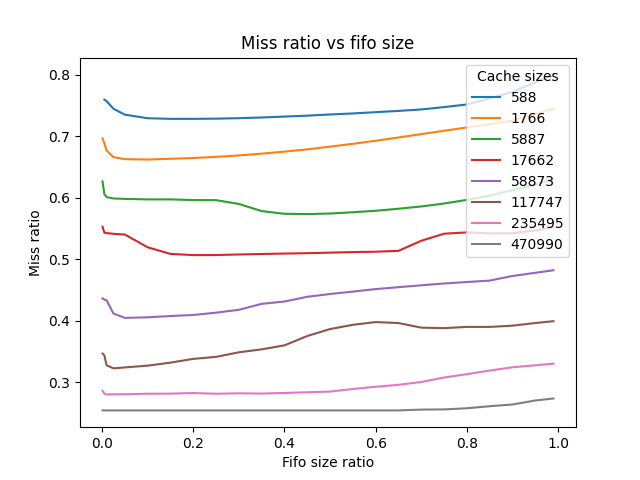 Miss ratio vs fifo size
Miss ratio
0.8
0.7
0.6
0.5
0.4
0.3
Cache sizes
588
1766
5887
17662
58873
117747
235495
470990
0.0 0.2 0.4 0.6 0.8 1.0
Fifo size ratio